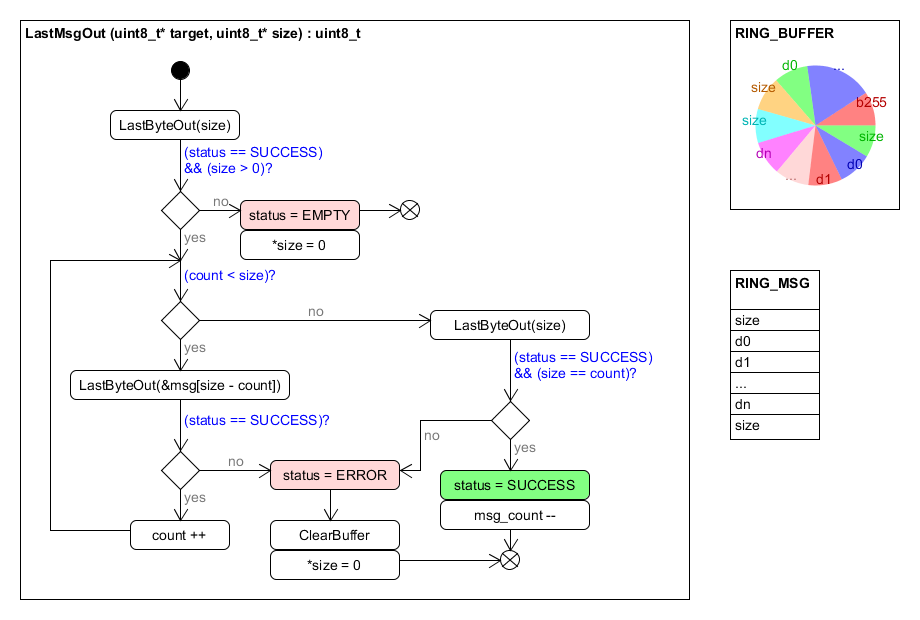 LastMsgOut (uint8_t* target, uint8_t* size) : uint8_t
LastByteOut(size)
(status == SUCCESS)
&& (size > 0)?
no
status = EMPTY
*size = 0
yes
(count < size)?
no
LastByteOut(size)
yes
(status == SUCCESS)
&& (size == count)?
LastByteOut(&msg[size - count])
(status == SUCCESS)?
no
yes
no
status = ERROR
status = SUCCESS
msg_count --
yes
count ++
ClearBuffer
*size = 0
RING_BUFFER
d0
...
size
b255
size
size
dn
d0
...
d1
RING_MSG
size
d0
d1
...
dn
size